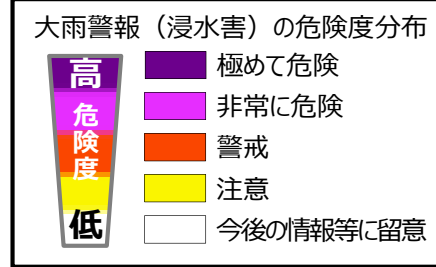 大雨警報（浸水害）の危険度分布
高
危険度
低
極めて危険
非常に危険
警戒
注意
今後の情報等に留意